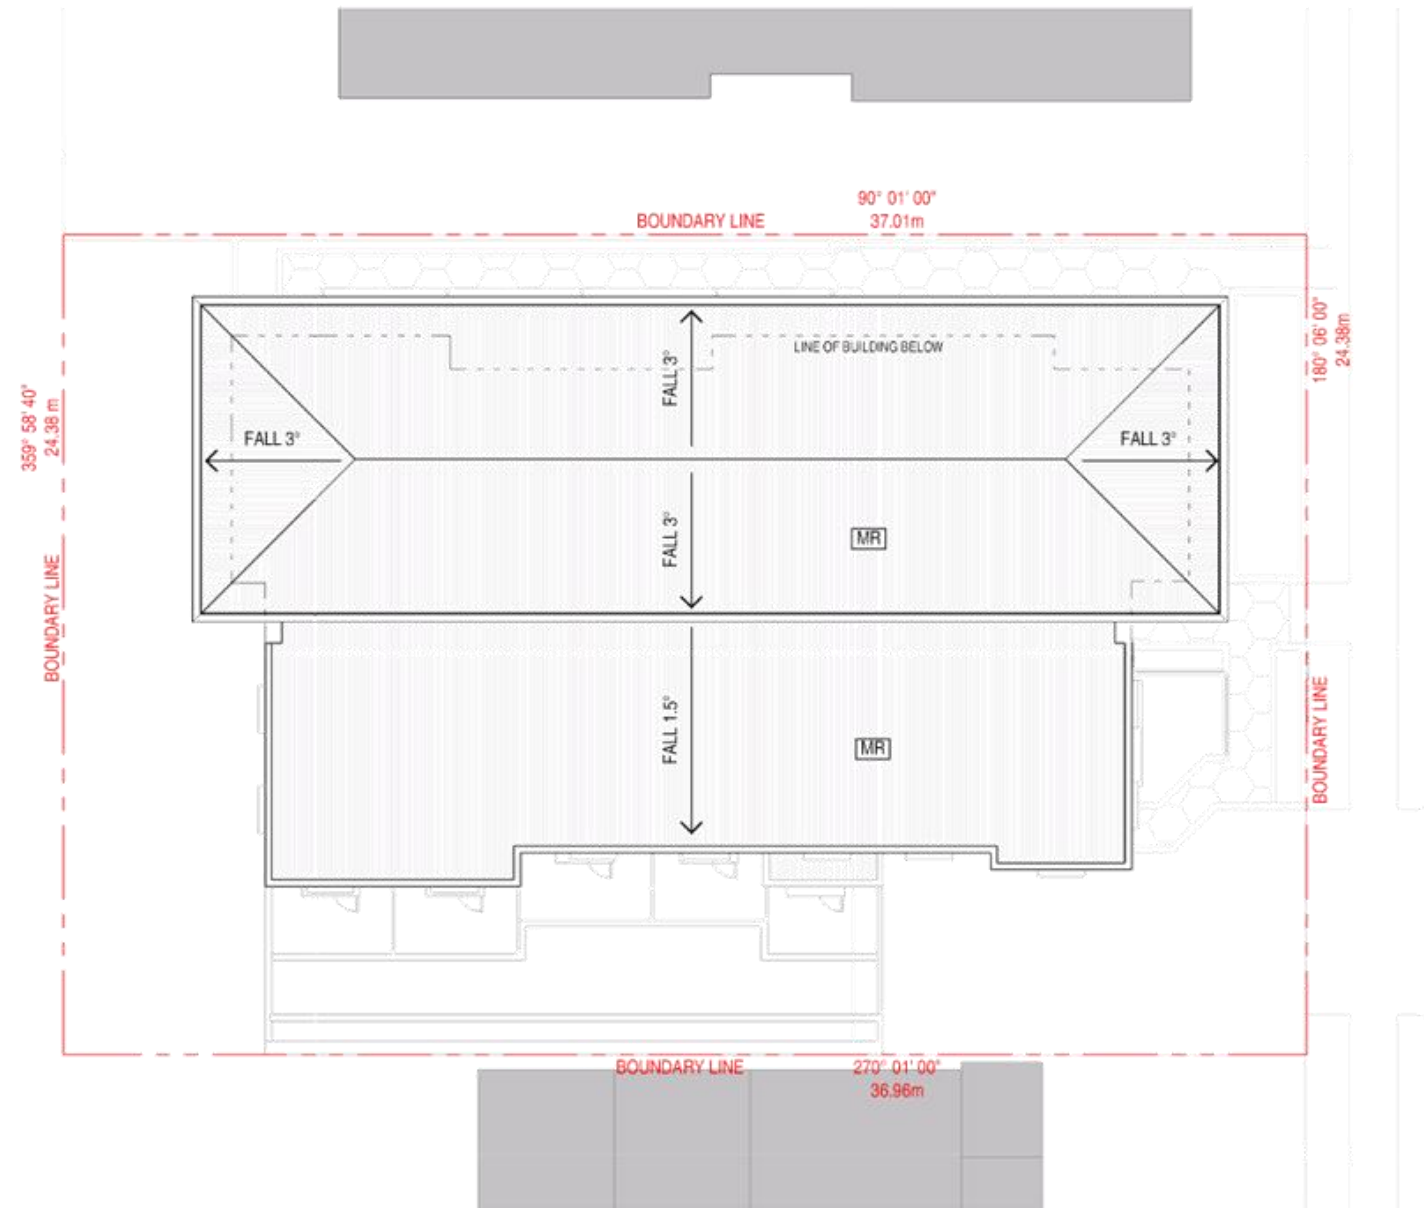 90° 01' 00"
BOUNDARY LINE
37.01m
180° 06' 00"
24.38m
LINE OF BUILDING BELOW
FALL 3°
359° 58' 40"
24.38 m
FALL 3°
FALL 3°
FALL 3°
MR
BOUNDARY LINE
FALL 1.5°
MR
BOUNDARY LINE
BOUNDARY LINE
270° 01' 00"
36.96m